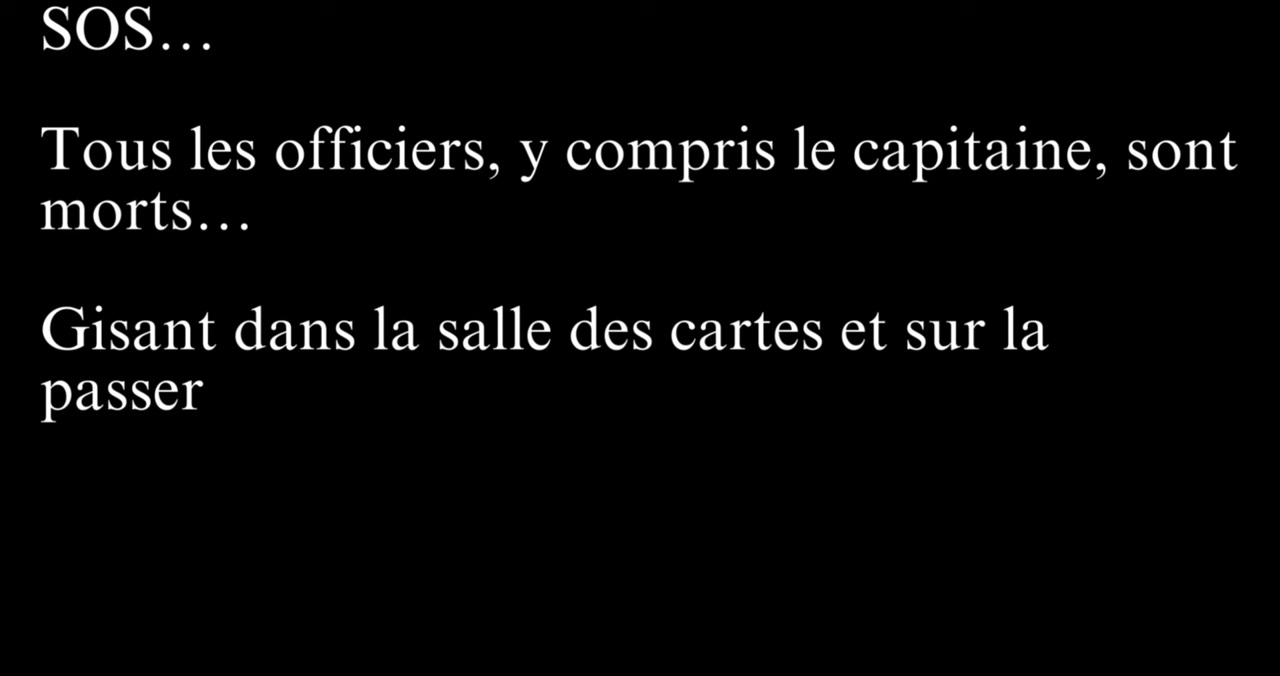 SOS…
Tous les officiers, y compris le capitaine, sont
morts…
Gisant dans la salle des cartes et sur la
passer